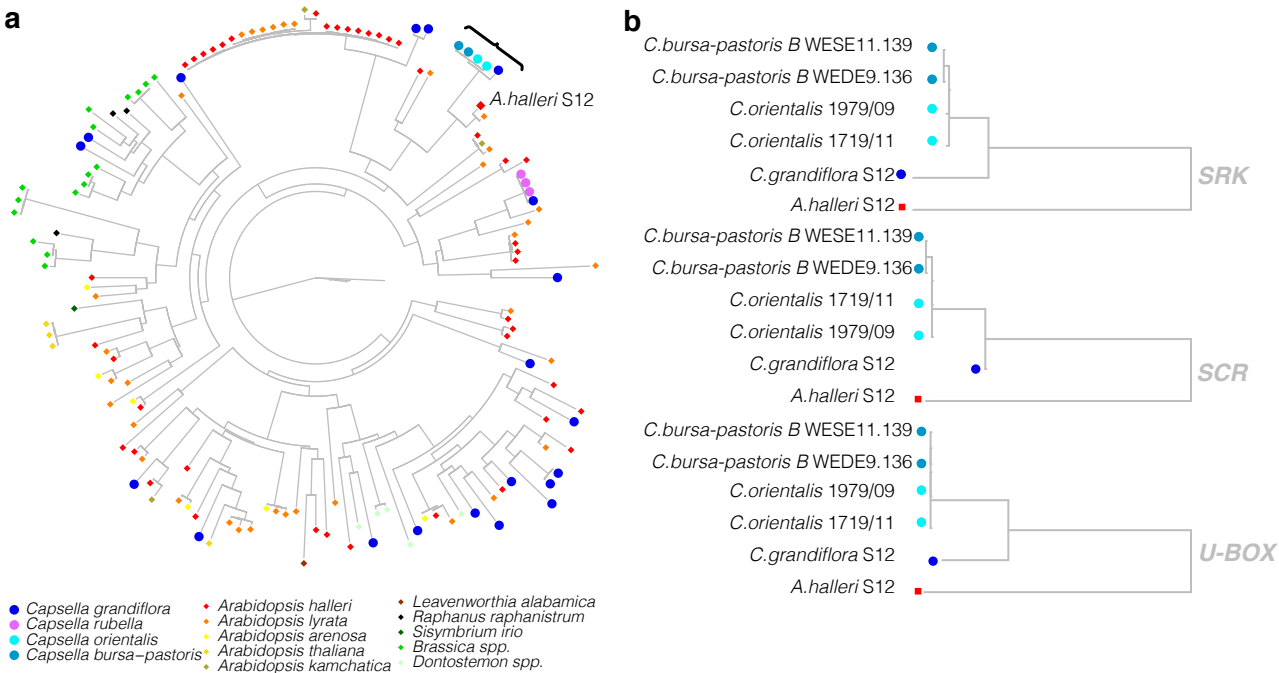 a
A.halleri S12
Capsella grandiflora
Capsella rubella
Capsella orientalis
Capsella bursa−pastoris
Arabidopsis halleri
Arabidopsis lyrata
Arabidopsis arenosa
Arabidopsis thaliana
Arabidopsis kamchatica
Leavenworthia alabamica
Raphanus raphanistrum
Sisymbrium irio
Brassica spp.
Dontostemon spp.
b
C.bursa-pastoris B WESE11.139
C.bursa-pastoris B WEDE9.136
C.orientalis 1979/09
C.orientalis 1719/11
C.grandiflora S12
A.halleri S12
SRK
C.bursa-pastoris B WESE11.139
C.bursa-pastoris B WEDE9.136
C.orientalis 1719/11
C.orientalis 1979/09
C.grandiflora S12
A.halleri S12
SCR
C.bursa-pastoris B WESE11.139
C.bursa-pastoris B WEDE9.136
C.orientalis 1979/09
C.orientalis 1719/11
C.grandiflora S12
A.halleri S12
U-BOX